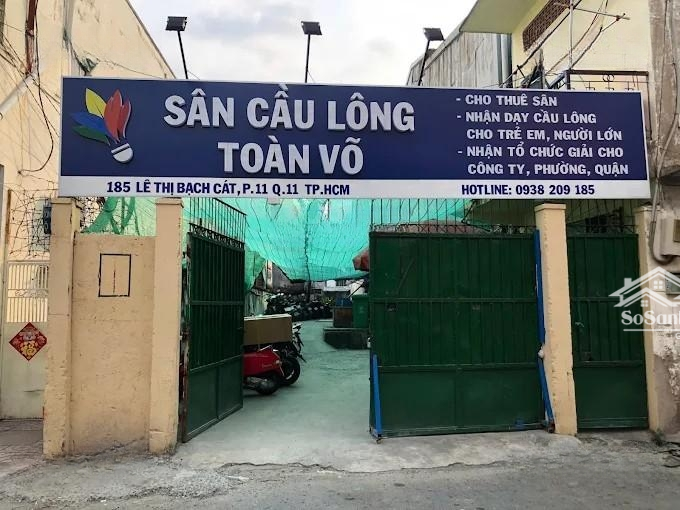 SÂN CẦU LÔNG
TOÀN VÕ
- CHO THUÊ SÂN
- NHẬN DẠY CẦU LÔNG
CHO TRẺ EM, NGƯỜI LỚN
- NHẬN TỔ CHỨC GIẢI CHO
CÔNG TY, PHƯỜNG, QUẬN
185 LÊ THỊ BẠCH CÁT, P.11 Q.11 TP.HCM
HOTLINE: 0938 209 185